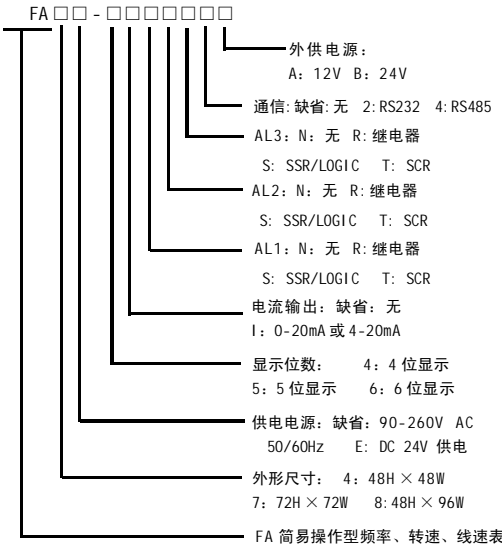 FA□□-□□□□□□□
外供电源：
A：12V B：24V
通信:缺省:无 2:RS232 4:RS485
AL3：N：无 R:继电器
S: SSR/LOGIC T: SCR
AL2：N：无 R:继电器
S: SSR/LOGIC T: SCR
AL1：N：无 R:继电器
S: SSR/LOGIC T: SCR
电流输出：缺省：无
I：0-20mA 或 4-20mA
显示位数： 4：4 位显示
5：5 位显示 6：6 位显示
供电电源：缺省：90-260V AC
50/60Hz E: DC 24V 供电
外形尺寸： 4：48H×48W
7：72H×72W 8:48H×96W
FA 简易操作型频率、转速、线速表